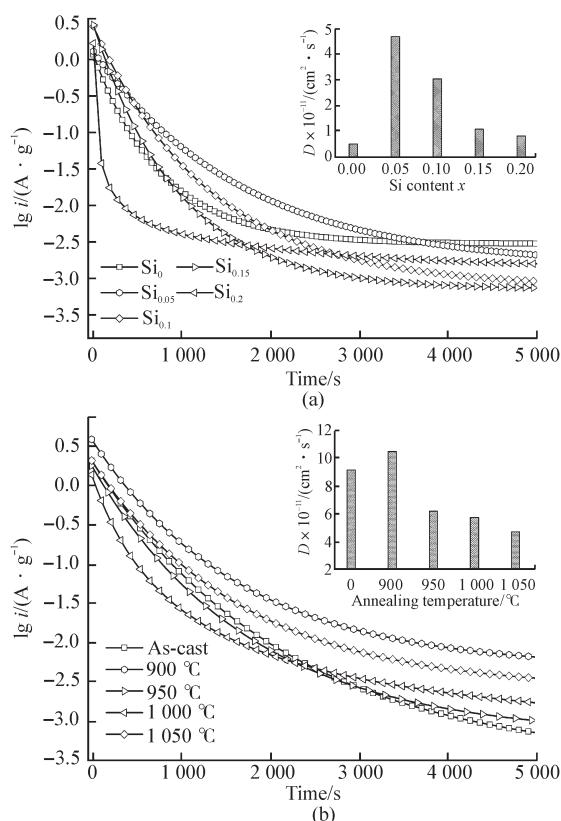 0.5
-0.0
-0.5
-1.0
-1.5
-2.0
-2.5
-3.0
-3.5
lg i/(A · g⁻¹)
0 1 000 2 000 3 000 4 000 5 000
Time/s
Si₀ Si₀.₁₅
Si₀.₀₅ Si₀.₂
Si₀.₁
5
4
3
2
1
0
D × 10⁻¹¹/(cm² · s⁻¹)
0.00 0.05 0.10 0.15 0.20
Si content x
(a)
0.5
0.0
-0.5
-1.0
-1.5
-2.0
-2.5
-3.0
-3.5
lg i/(A · g⁻¹)
0 1 000 2 000 3 000 4 000 5 000
Time/s
As-cast
900 ℃
950 ℃
1 000 ℃
1 050 ℃
12
10
8
6
4
2
0
D × 10⁻¹¹/(cm² · s⁻¹)
0 900 950 1 000 1 050
Annealing temperature/℃
(b)